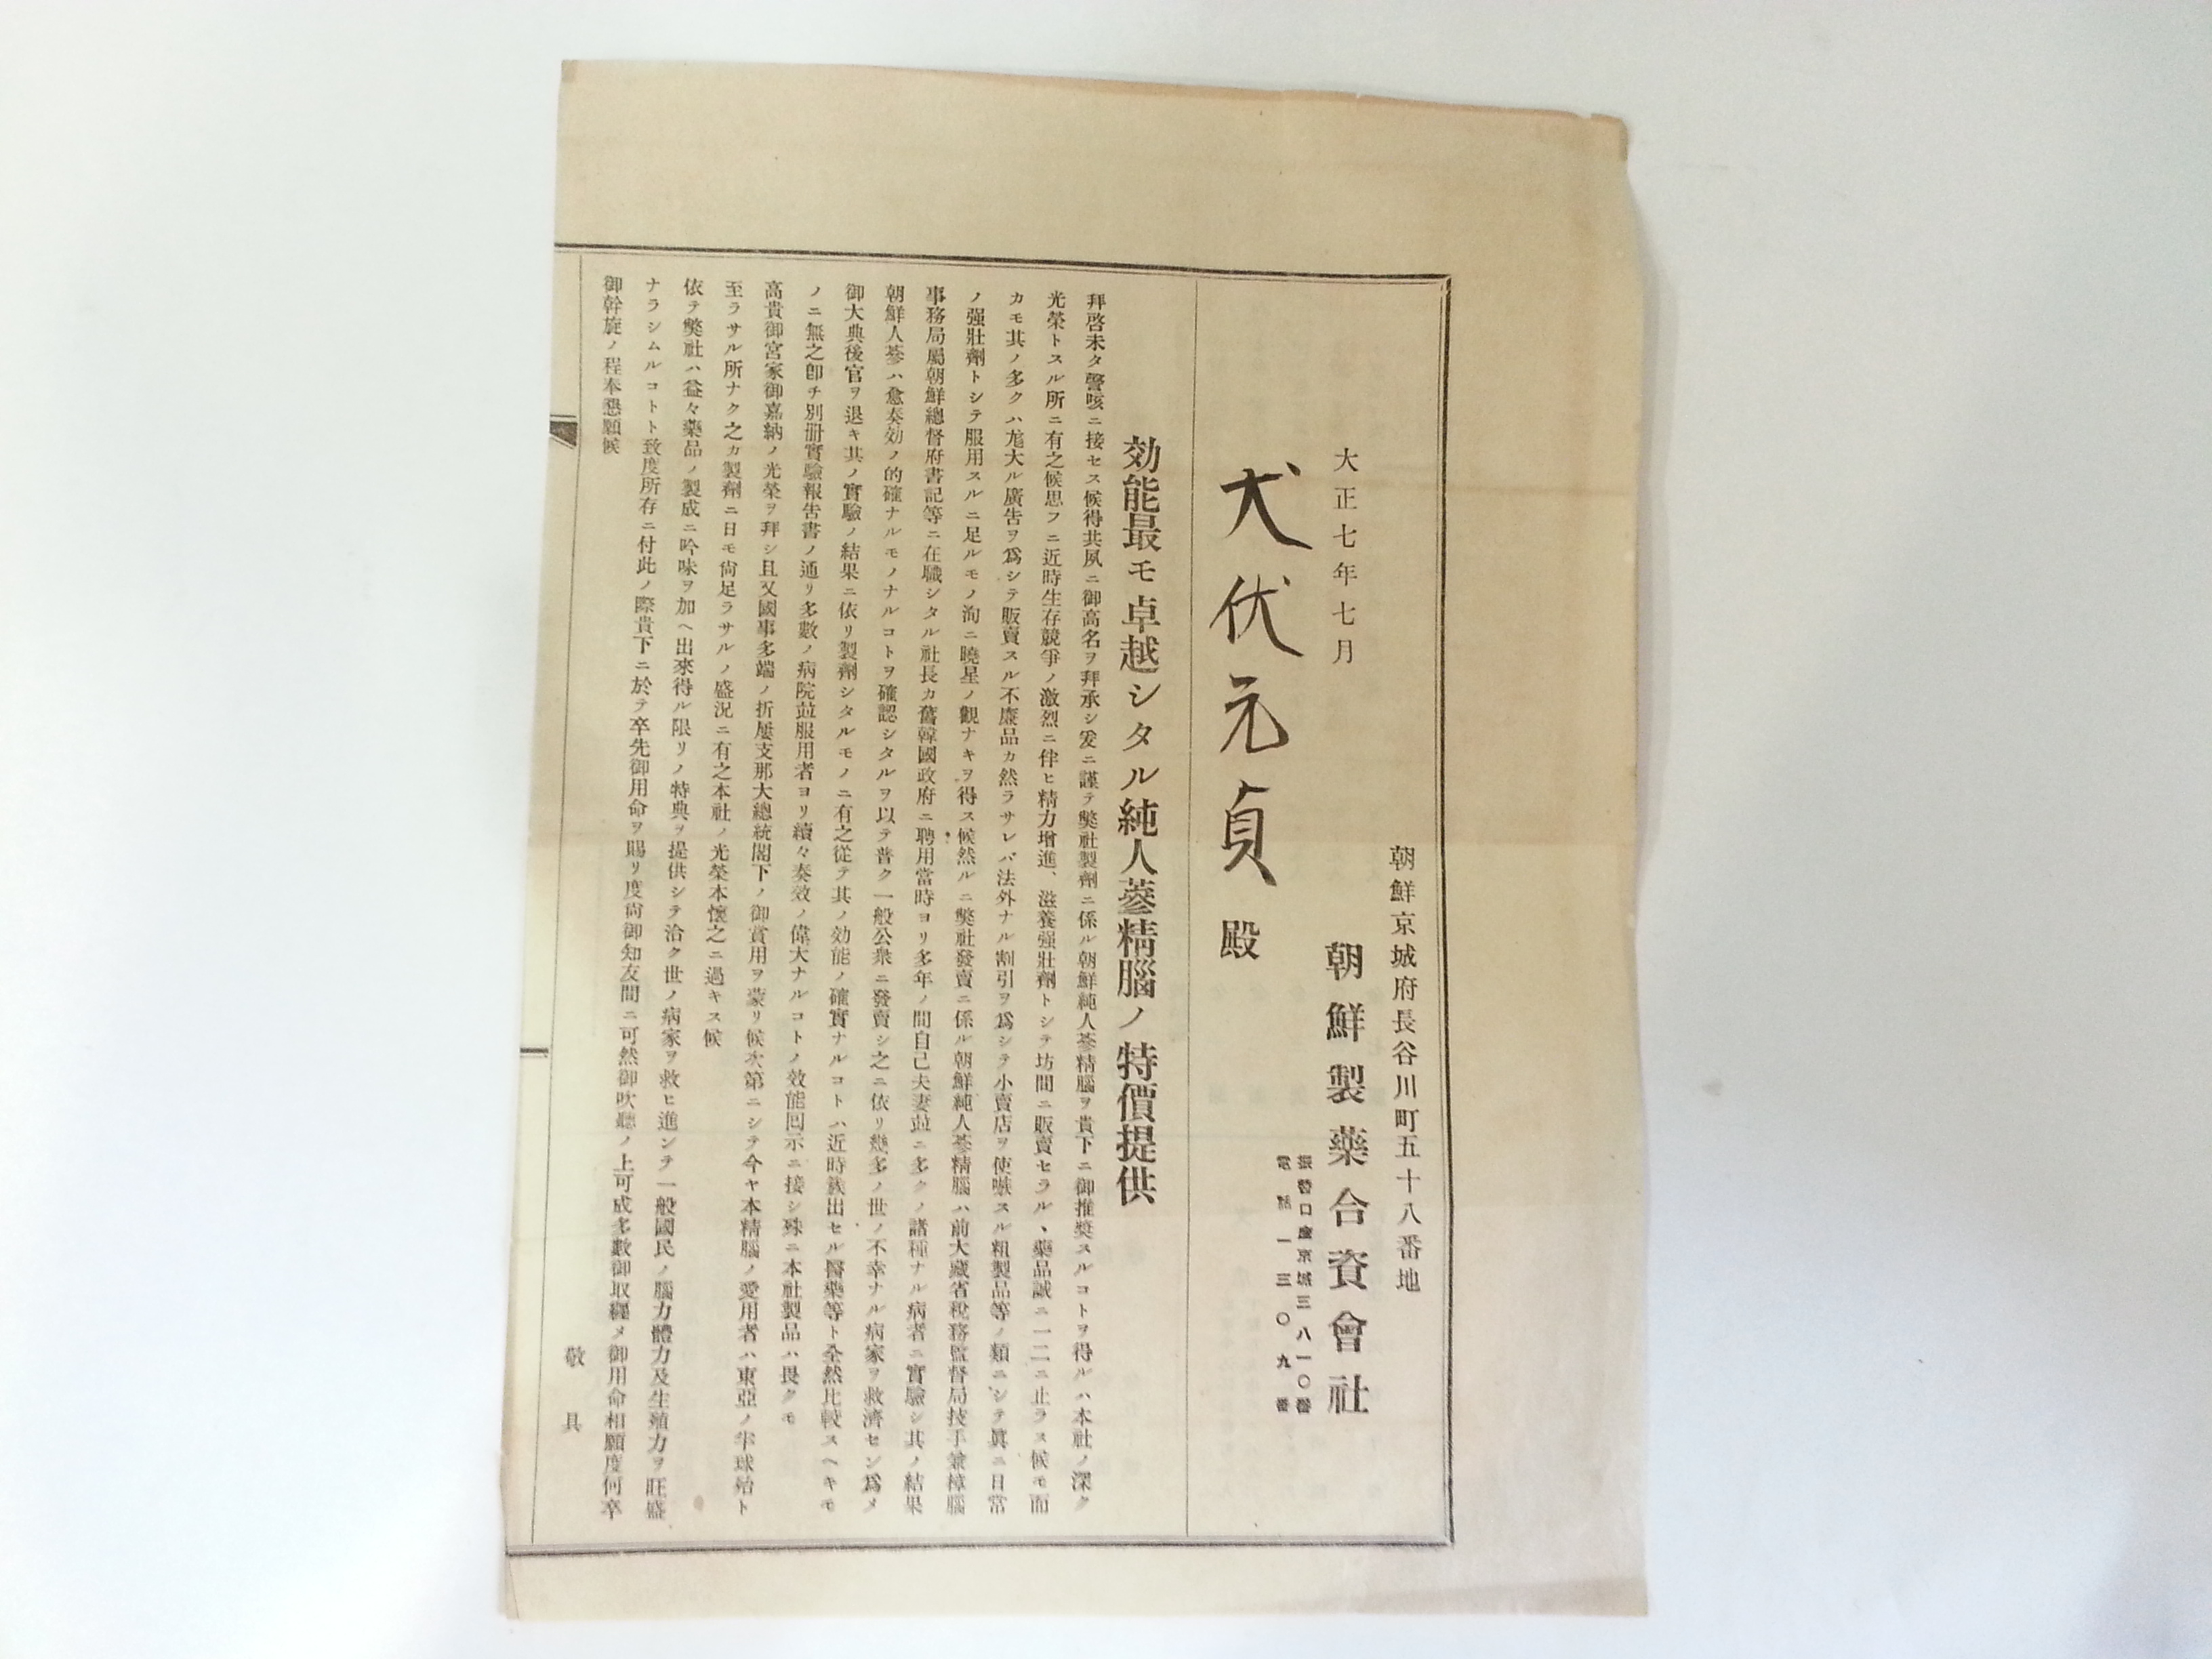 朝鮮京城府長谷川町五十八番地
朝鮮製藥合資會社
振替口座京城三八一〇番
電話一三〇九番
大正七年七月
犬伏元貞殿
効能最モ卓越シタル純人蔘精腦ノ特價提供
拜啓未タ謦咳ニ接セス候得共夙ニ御高名ヲ拜承シ爰ニ謹テ弊社製劑ニ係ル朝鮮純人蔘精腦ヲ貴下ニ御推奬スルコトヲ得ルハ本社ノ深ク
光榮トスル所ニ有之候思フニ近時生存競爭ノ激烈ニ伴ヒ精力增進、滋養强壯劑トシテ坊間ニ販賣セラル、藥品誠ニ一二ニ止ラス候モ而
カモ其ノ多クハ尨大ル廣告ヲ爲シテ販賣スル不廉品カ然ラサレバ法外ナル割引ヲ爲シテ小賣店ヲ使嗾スル粗製品等ノ類ニシテ眞ニ日常
ノ强壯劑トシテ服用スルニ足ルモノ洵ニ曉星ノ觀ナキヲ得ス候然ルニ弊社發賣ニ係ル朝鮮純人蔘精腦ハ前大藏省稅務監督局技手兼樟腦
事務局屬朝鮮總督府書記等ニ在職シタル社長カ舊韓國政府ニ聘用當時ヨリ多年ノ間自己夫妻竝ニ多クノ諸種ナル病者ニ實驗シ其ノ結果
朝鮮人蔘ハ愈奏効ノ的確ナルモノナルコトヲ確認シタルヲ以テ普ク一般公衆ニ發賣シ之ニ依リ幾多ノ世ノ不幸ナル病家ヲ救濟セン爲メ
御大典後官ヲ退キ其ノ實驗ノ結果ニ依リ製劑シタルモノニ有之從テ其ノ効能ノ確實ナルコトハ近時簇出セル醫藥等ト全然比較スヘキモ
ノニ無之卽チ別冊實驗報吿書ノ通リ多數ノ病院竝服用者ヨリ續々奏效ノ偉大ナルコトノ效能回示ニ接シ殊ニ本社製品ハ畏クモ
高貴御宮家御嘉納ノ光榮ヲ拜シ且又國事多端ノ折屢支那大總統閣下ノ御賞用ヲ蒙リ候次第ニシテ今ヤ本精腦ノ愛用者ハ東亞ノ半球殆ト
至ラサル所ナク之カ製劑ニ日モ尙足ラサルノ盛況ニ有之本社ノ光榮本懷之ニ過キス候
依テ弊社ハ益々藥品ノ製成ニ吟味ヲ加ヘ出來得ル限リノ特典ヲ提供シテ洽ク世ノ病家ヲ救ヒ進ンテ一般國民ノ腦力體力及生殖力ヲ旺盛
ナラシムルコトト致度所存ニ付此ノ際貴下ニ於テ卒先御用命ヲ賜リ度尙御知友間ニ可然御吹聽ノ上可成多數御取纒メ御用命相願度何卒
御幹旋ノ程奉懇願候
敬具